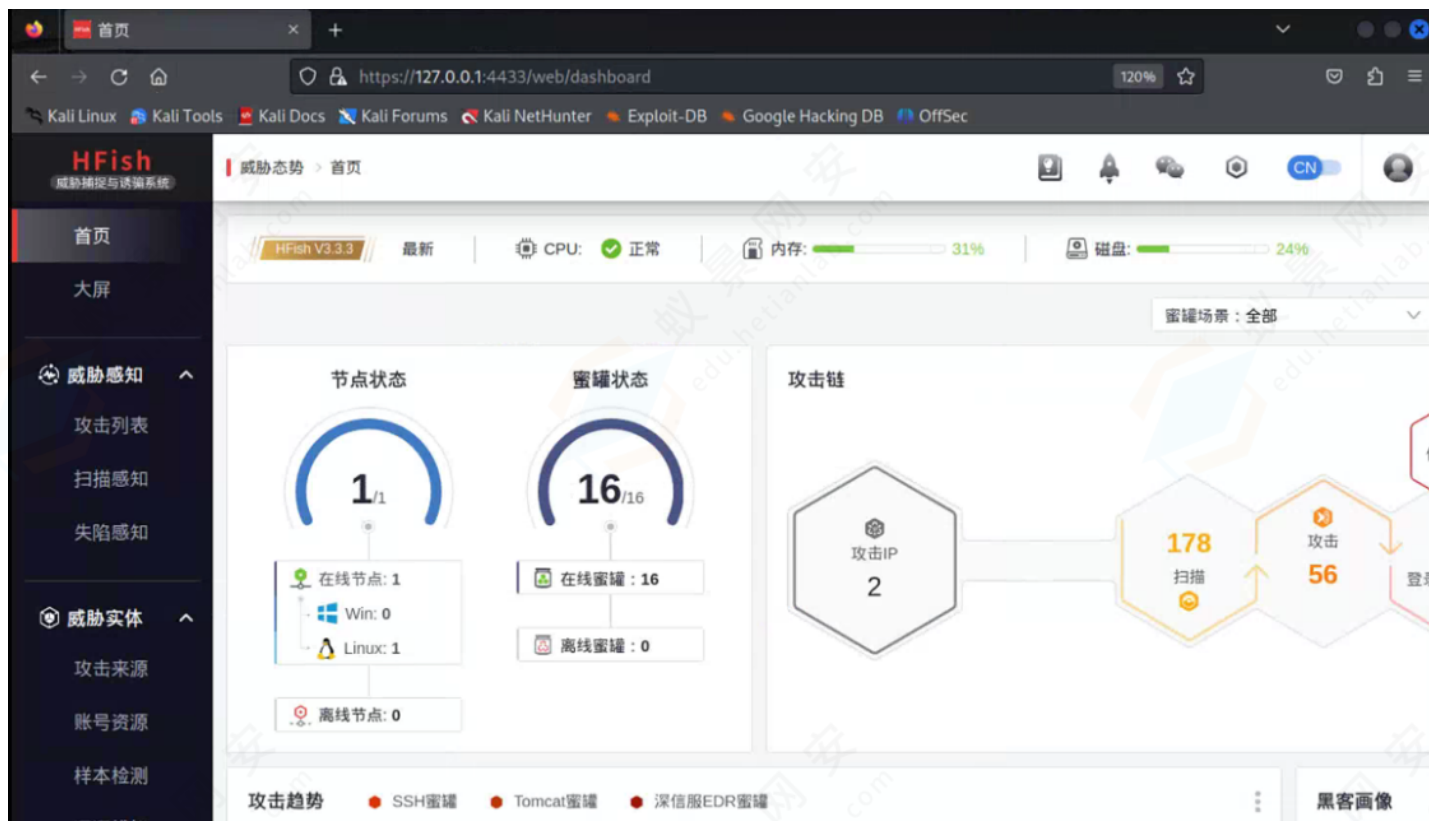 首页
https://127.0.0.1:4433/web/dashboard
120%
Kali Linux Kali Tools Kali Docs Kali Forums Kali NetHunter Exploit-DB Google Hacking DB OffSec
HFish
威胁捕捉与诱骗系统
威胁态势 > 首页
CN
首页
大屏
威胁感知
攻击列表
扫描感知
失陷感知
威胁实体
攻击来源
账号资源
样本检测
HFish V3.3.3 最新 CPU: 正常 内存: 31% 磁盘: 24%
蜜罐场景：全部
节点状态
1/1
在线节点: 1
Win: 0
Linux: 1
离线节点: 0
蜜罐状态
16/16
在线蜜罐：16
离线蜜罐：0
攻击链
攻击IP
2
178
扫描
攻击
56
攻击趋势 SSH蜜罐 Tomcat蜜罐 深信服EDR蜜罐
黑客画像
蚁景网安
edu.hetianlab.com